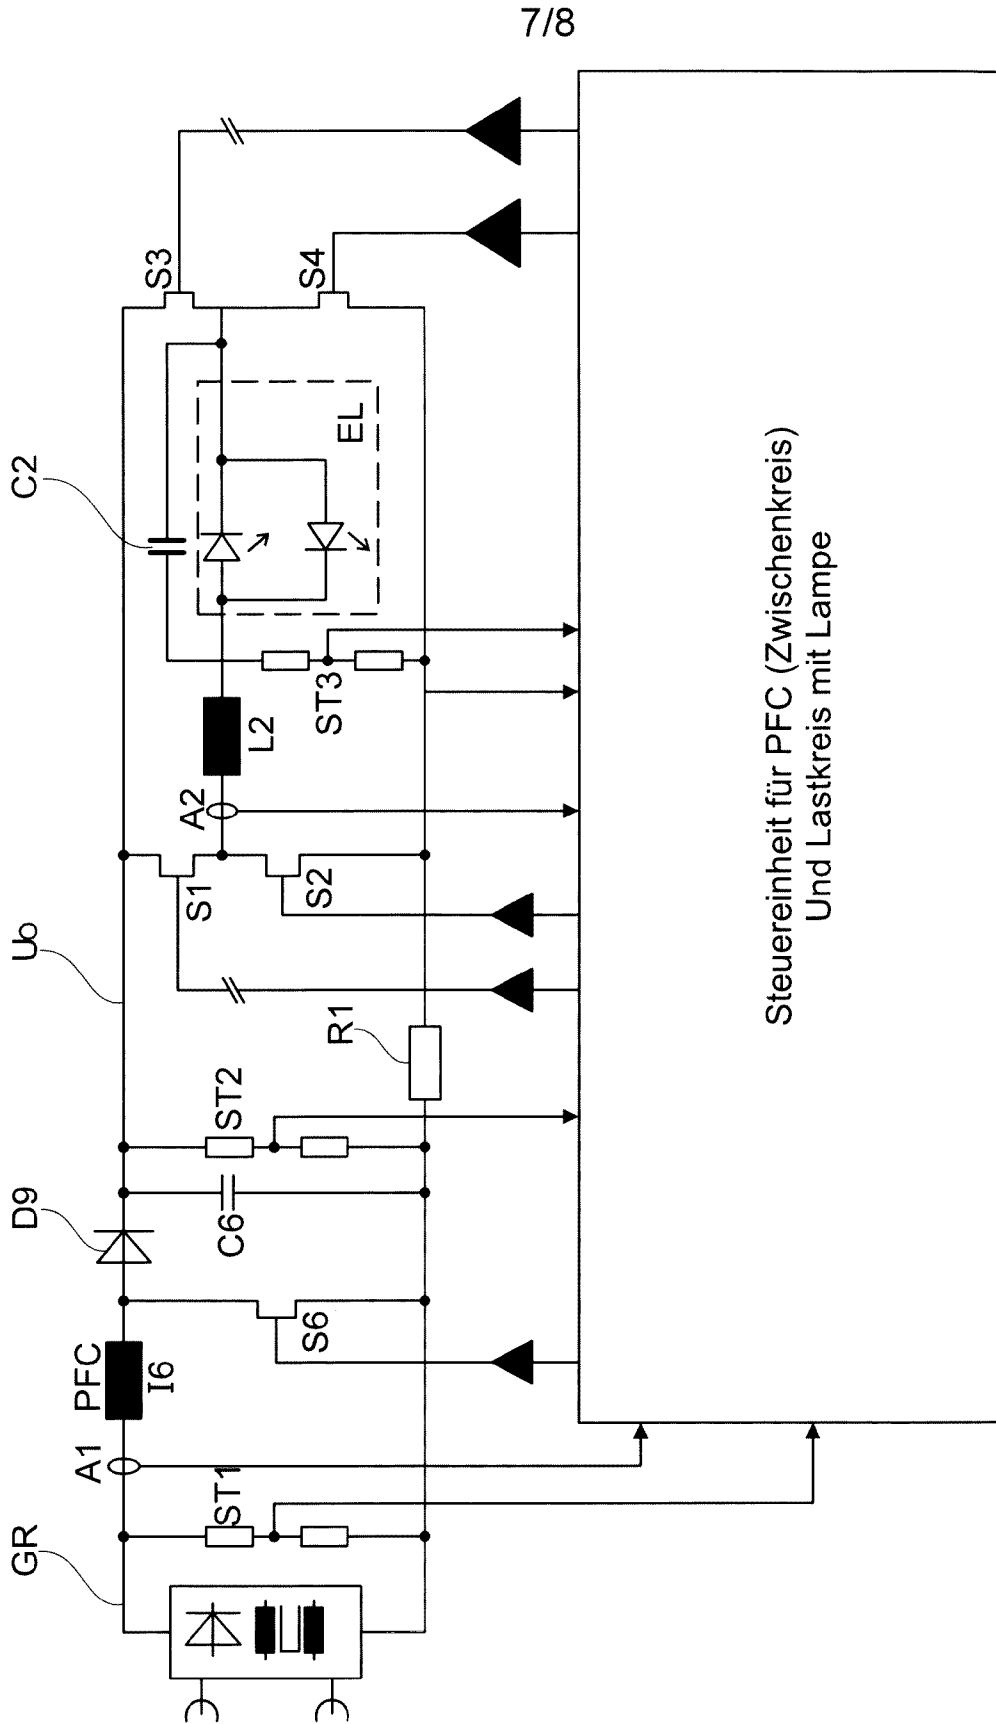 7/8
GR
A1
PFC
I6
D9
Uo
C2
ST1
S6
C6
ST2
R1
S1
S2
A2
L2
ST3
EL
S3
S4
Steuereinheit für PFC (Zwischenkreis)
Und Lastkreis mit Lampe